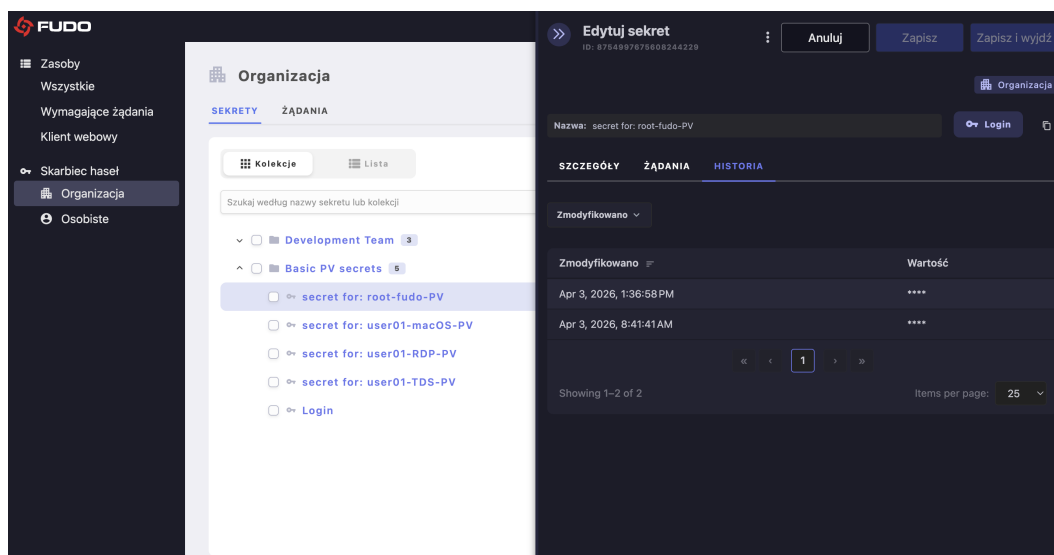 FUDO
Zasoby
Wszystkie
Wymagające żądania
Klient webowy
Skarbiec haseł
Organizacja
Osobiste
Organizacja
SEKRETY ŻĄDANIA
Kolekcje Lista
Szukaj według nazwy sekretu lub kolekcji
Development Team 3
Basic PV secrets 5
secret for: root-fudo-PV
secret for: user01-macOS-PV
secret for: user01-RDP-PV
secret for: user01-TDS-PV
Login
Edytuj sekret
ID: 8754997675608244229
Anuluj Zapisz Zapisz i wyjdź
Organizacja
Nazwa: secret for: root-fudo-PV Login
SZCZEGÓŁY ŻĄDANIA HISTORIA
Zmodyfikowano
Zmodyfikowano Wartość
Apr 3, 2026, 1:36:58 PM ****
Apr 3, 2026, 8:41:41 AM ****
« ‹ 1 › »
Showing 1–2 of 2 Items per page: 25